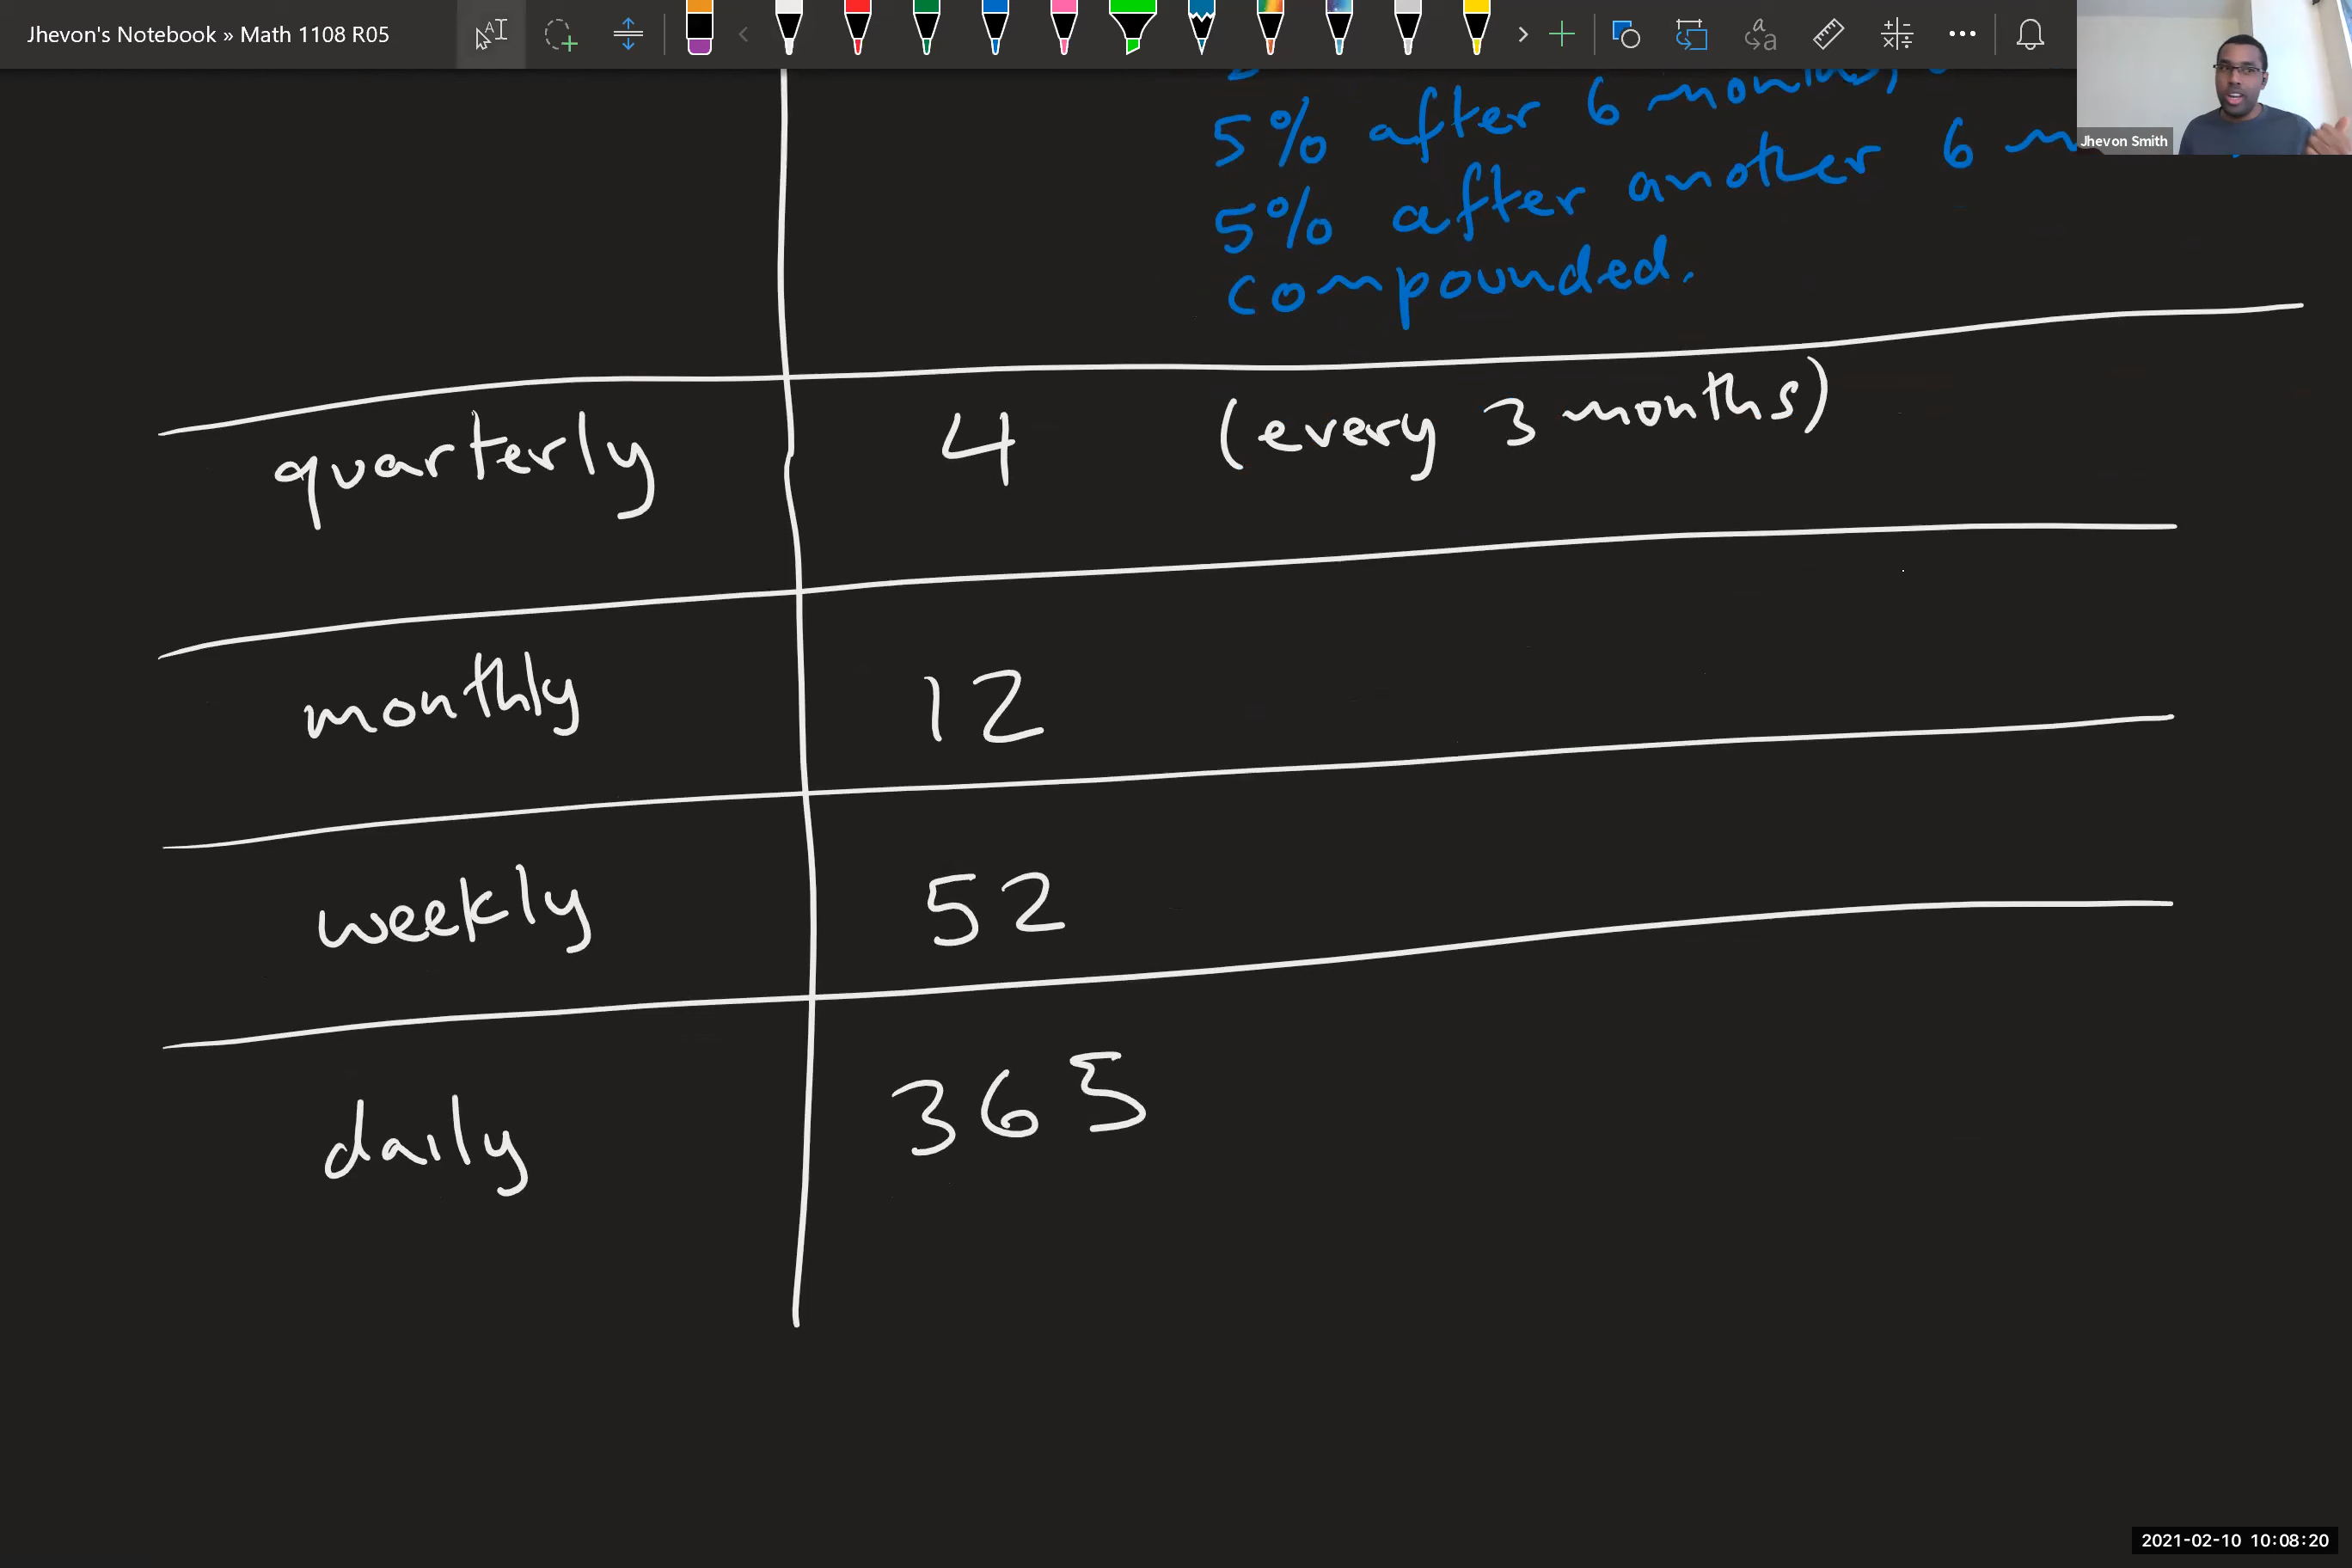 Jhevon's Notebook » Math 1108 R05
Jhevon Smith
5% after 6 months,
5% after another 6
compounded.
quarterly 4 (every 3 months)
monthly 12
weekly 52
daily 365
2021-02-10 10:08:20